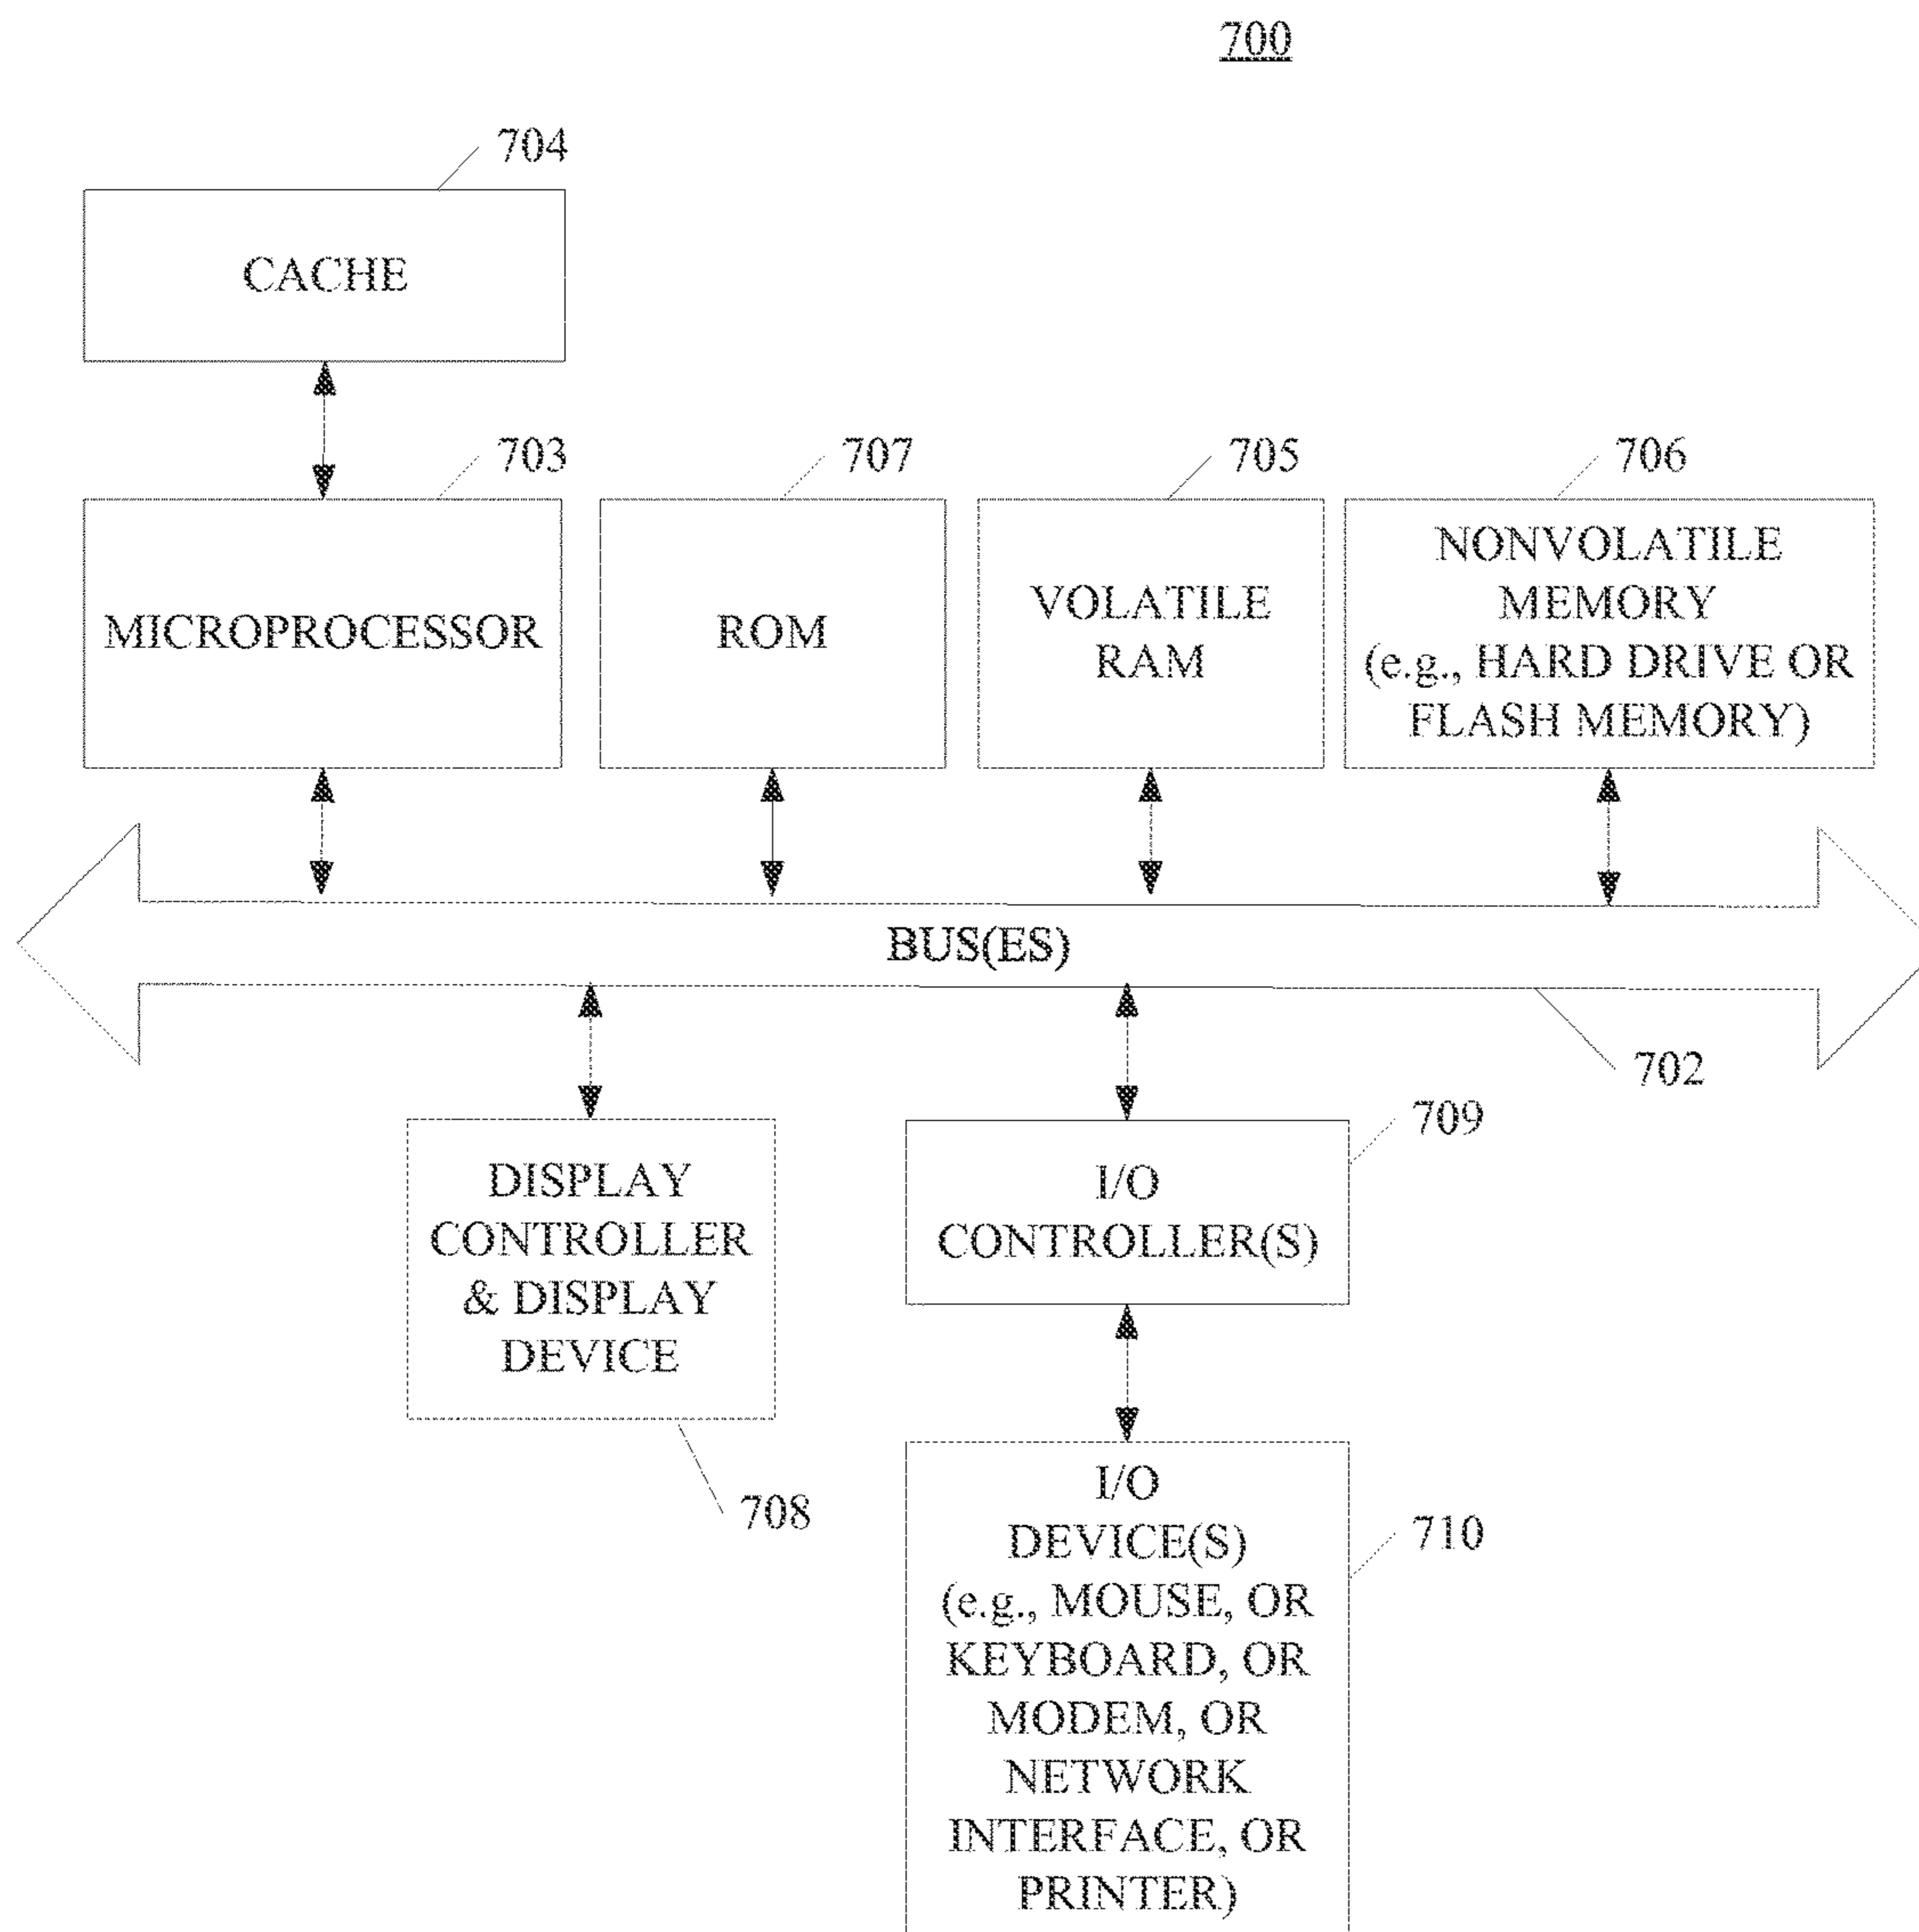 700
704
CACHE
703
707
705
706
MICROPROCESSOR
ROM
VOLATILE
RAM
NONVOLATILE
MEMORY
(e.g., HARD DRIVE OR
FLASH MEMORY)
BUS(ES)
702
709
DISPLAY
CONTROLLER
& DISPLAY
DEVICE
I/O
CONTROLLER(S)
708
710
I/O
DEVICE(S)
(e.g., MOUSE, OR
KEYBOARD, OR
MODEM, OR
NETWORK
INTERFACE, OR
PRINTER)